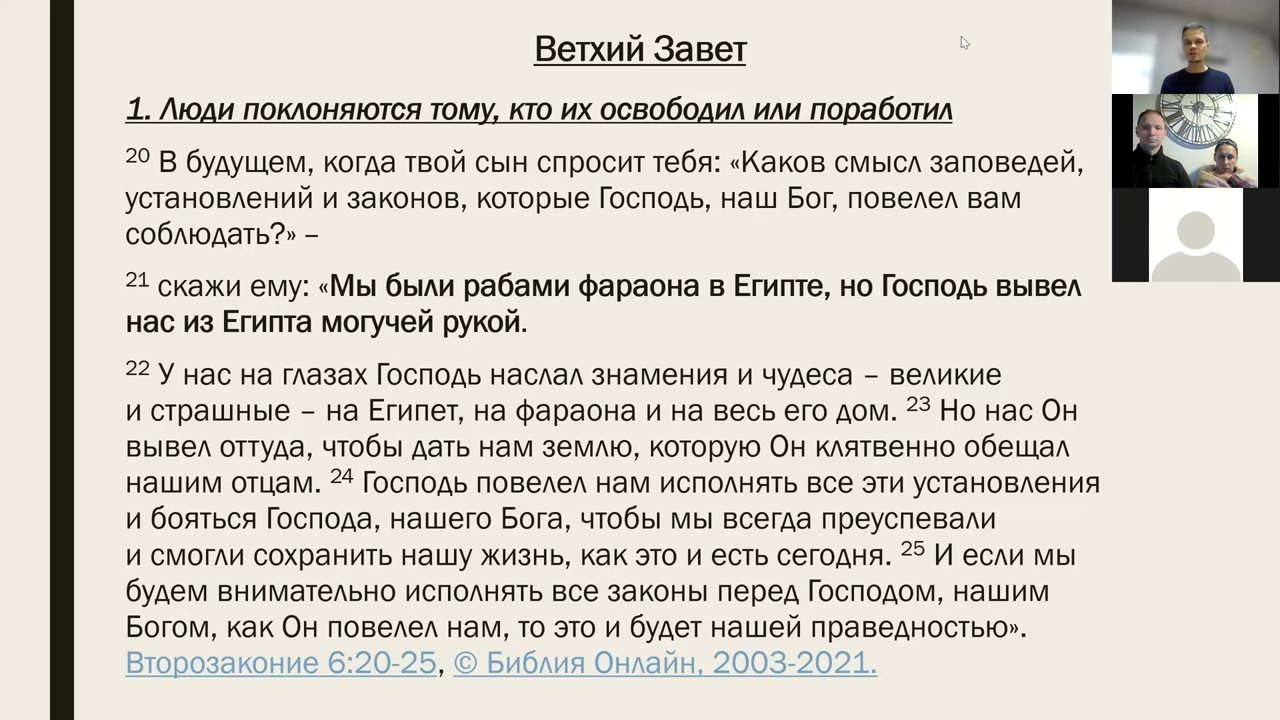 Ветхий Завет
1. Люди поклоняются тому, кто их освободил или поработил
20 В будущем, когда твой сын спросит тебя: «Каков смысл заповедей,
установлений и законов, которые Господь, наш Бог, повелел вам
соблюдать?» –
21 скажи ему: «Мы были рабами фараона в Египте, но Господь вывел
нас из Египта могучей рукой.
22 У нас на глазах Господь наслал знамения и чудеса – великие
и страшные – на Египет, на фараона и на весь его дом. 23 Но нас Он
вывел оттуда, чтобы дать нам землю, которую Он клятвенно обещал
нашим отцам. 24 Господь повелел нам исполнять все эти установления
и бояться Господа, нашего Бога, чтобы мы всегда преуспевали
и смогли сохранить нашу жизнь, как это и есть сегодня. 25 И если мы
будем внимательно исполнять все законы перед Господом, нашим
Богом, как Он повелел нам, то это и будет нашей праведностью».
Второзаконие 6:20-25, © Библия Онлайн, 2003-2021.